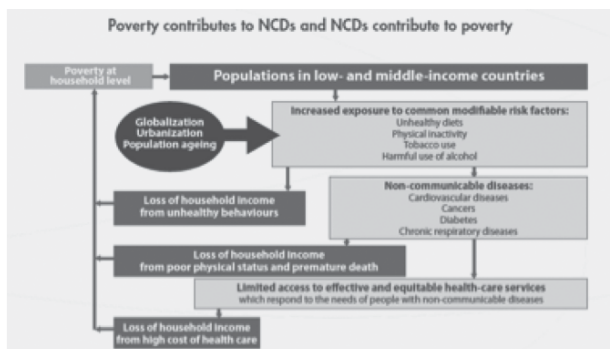 Poverty contributes to NCDs and NCDs contribute to poverty
Poverty at
household level
Populations in low- and middle-income countries
Globalization
Urbanization
Population ageing
Increased exposure to common modifiable risk factors:
Unhealthy diets
Physical inactivity
Tobacco use
Harmful use of alcohol
Non-communicable diseases:
Cardiovascular diseases
Cancers
Diabetes
Chronic respiratory diseases
Loss of household income
from unhealthy behaviours
Loss of household income
from poor physical status and premature death
Limited access to effective and equitable health-care services
which respond to the needs of people with non-communicable diseases
Loss of household income
from high cost of health care